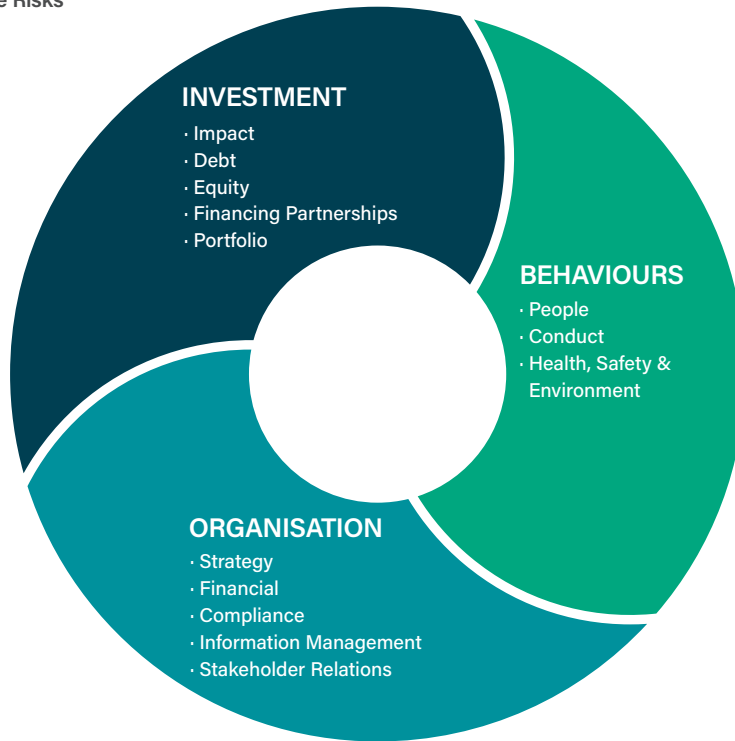 Risks
INVESTMENT
· Impact
· Debt
· Equity
· Financing Partnerships
· Portfolio
BEHAVIOURS
· People
· Conduct
· Health, Safety &
Environment
ORGANISATION
· Strategy
· Financial
· Compliance
· Information Management
· Stakeholder Relations